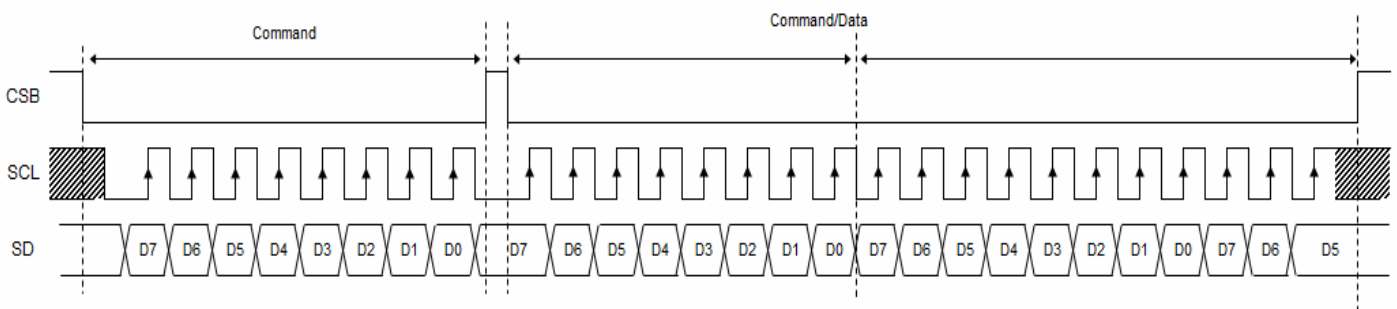 Command
Command/Data
CSB
SCL
SD D7 D6 D5 D4 D3 D2 D1 D0 D7 D6 D5 D4 D3 D2 D1 D0 D7 D6 D5 D4 D3 D2 D1 D0 D7 D6 D5